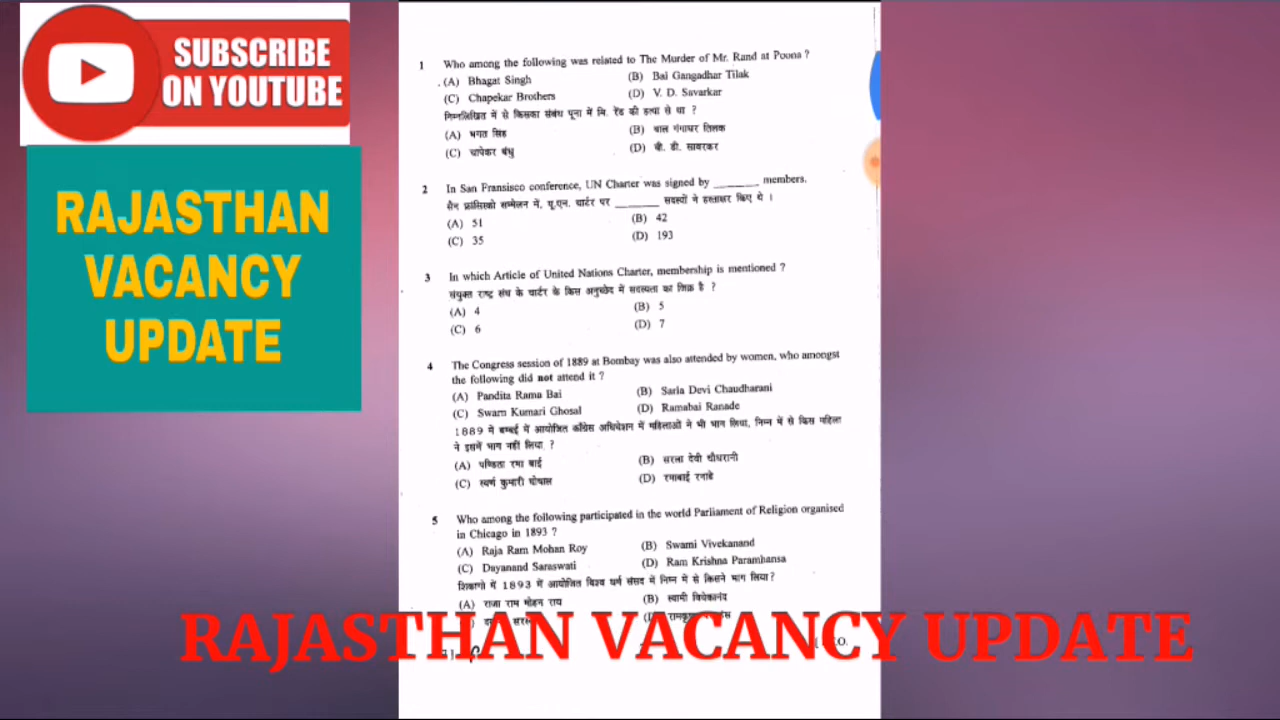 SUBSCRIBE
ON YOUTUBE
RAJASTHAN
VACANCY
UPDATE
1 Who among the following was related to The Murder of Mr. Rand at Poona ?
(A) Bhagat Singh (B) Bal Gangadhar Tilak
(C) Chapekar Brothers (D) V. D. Savarkar
निम्नलिखित में से किसका संबंध पूना में मि. रेंड की हत्या से था ?
(A) भगत सिंह (B) बाल गंगाधर तिलक
(C) चापेकर बंधु (D) वी. डी. सावरकर
2 In San Fransisco conference, UN Charter was signed by ________ members.
सैन फ्रांसिस्को सम्मेलन में, यू.एन. चार्टर पर ________ सदस्यों ने हस्ताक्षर किए थे ।
(A) 51 (B) 42
(C) 35 (D) 193
3 In which Article of United Nations Charter, membership is mentioned ?
संयुक्त राष्ट्र संघ के चार्टर के किस अनुच्छेद में सदस्यता का जिक्र है ?
(A) 4 (B) 5
(C) 6 (D) 7
4 The Congress session of 1889 at Bombay was also attended by women, who amongst
the following did not attend it ?
(A) Pandita Rama Bai (B) Sarla Devi Chaudharani
(C) Swarn Kumari Ghosal (D) Ramabai Ranade
1889 में बम्बई में आयोजित काँग्रेस अधिवेशन में महिलाओं ने भी भाग लिया, निम्न में से किस महिला
ने इसमें भाग नहीं लिया ?
(A) पण्डिता रमा बाई (B) सरला देवी चौधरानी
(C) स्वर्ण कुमारी घोषाल (D) रमाबाई रनाडे
5 Who among the following participated in the world Parliament of Religion organised
in Chicago in 1893 ?
(A) Raja Ram Mohan Roy (B) Swami Vivekanand
(C) Dayanand Saraswati (D) Ram Krishna Paramhansa
शिकागो में 1893 में आयोजित विश्व धर्म संसद में निम्न में से किसने भाग लिया?
(A) राजा राम मोहन राय (B) स्वामी विवेकानंद
RAJASTHAN VACANCY UPDATE